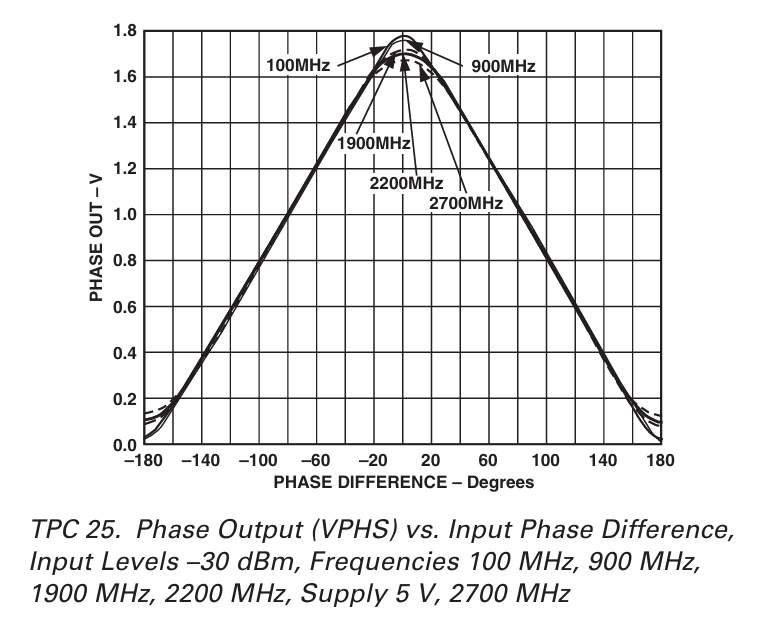 1.8
1.6
1.4
1.2
1.0
0.8
0.6
0.4
0.2
0.0
PHASE OUT – V
100MHz
900MHz
1900MHz
2200MHz
2700MHz
–180 –140 –100 –60 –20 20 60 100 140 180
PHASE DIFFERENCE – Degrees
TPC 25. Phase Output (VPHS) vs. Input Phase Difference,
Input Levels –30 dBm, Frequencies 100 MHz, 900 MHz,
1900 MHz, 2200 MHz, Supply 5 V, 2700 MHz